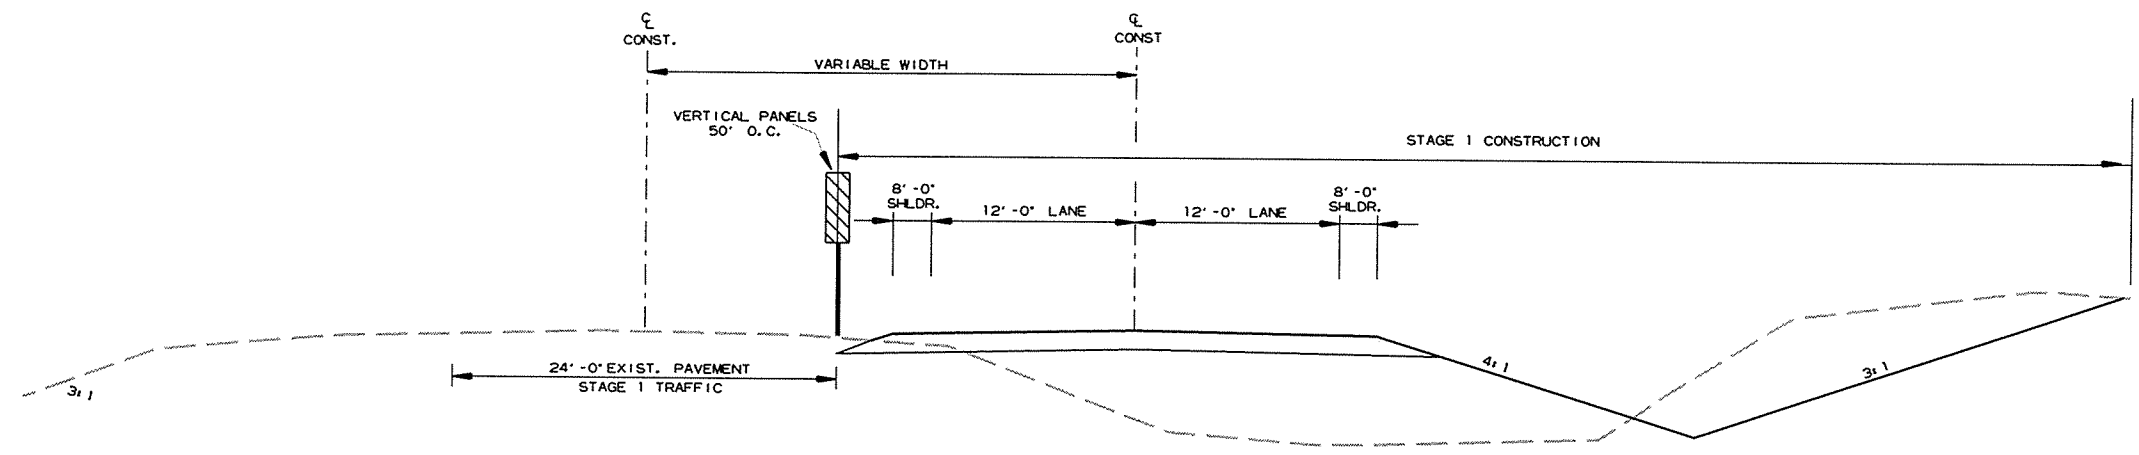 ℄
CONST.
℄
CONST
VARIABLE WIDTH
VERTICAL PANELS
50' O.C.
STAGE 1 CONSTRUCTION
8'-0"
SHLDR.
12'-0" LANE
12'-0" LANE
8'-0"
SHLDR.
24'-0" EXIST. PAVEMENT
STAGE 1 TRAFFIC
3:1
4:1
3:1